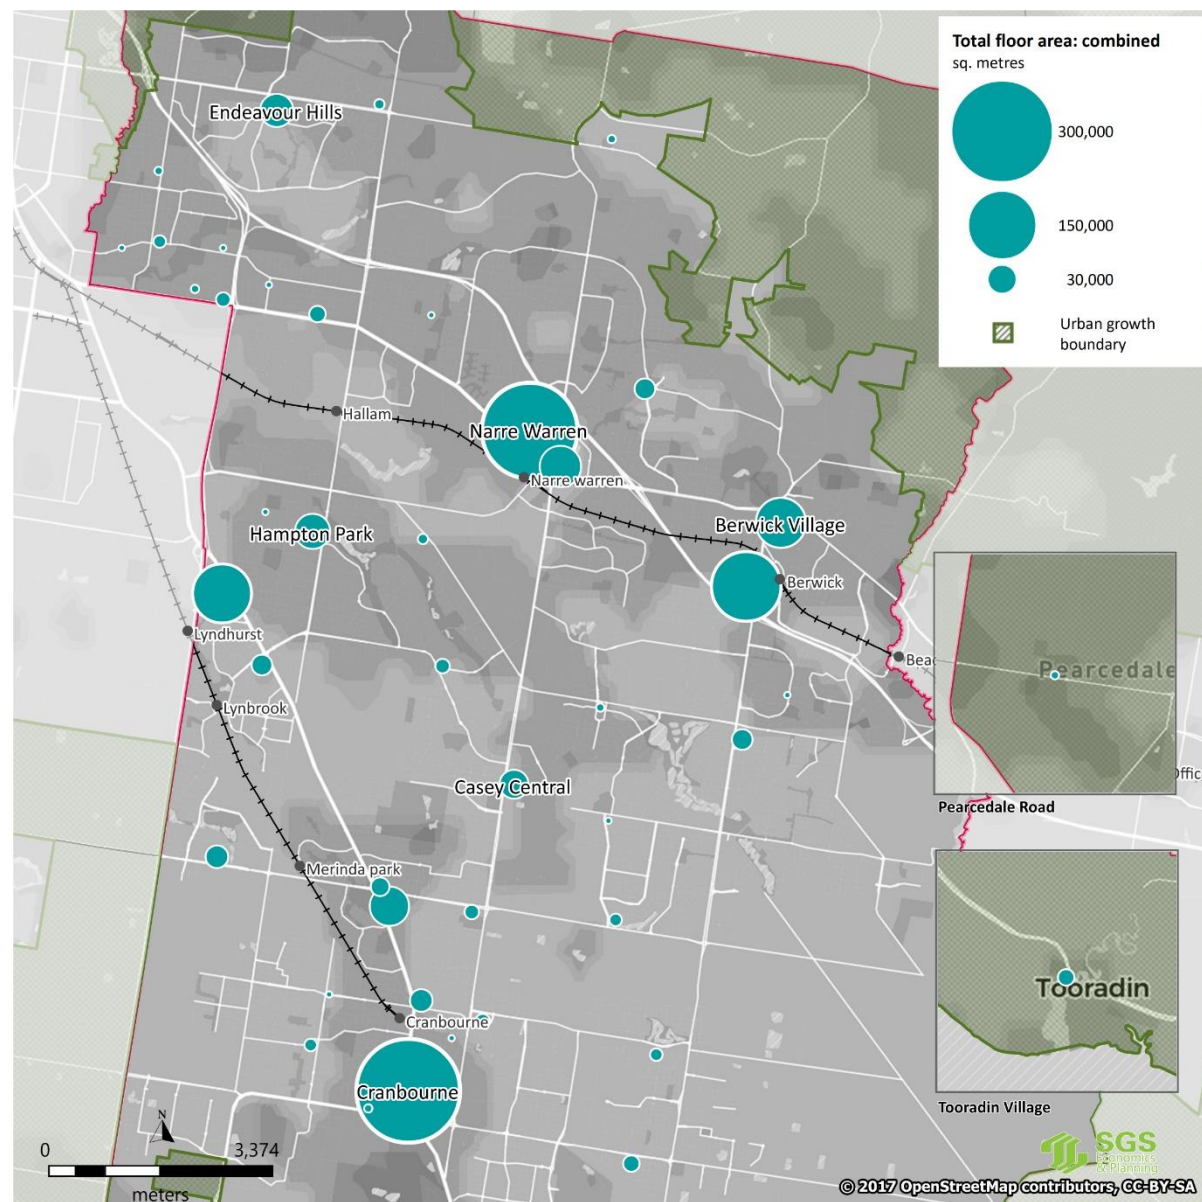 Total floor area: combined
sq. metres
300,000
150,000
30,000
Urban growth
boundary
Endeavour Hills
Hallam
Narre Warren
Narre warren
Berwick Village
Hampton Park
Berwick
Lyndhurst
Beac
Pearcedale
Lynbrook
Offic
Casey Central
Pearcedale Road
Merinda park
Tooradin
Cranbourne
Cranbourne
Tooradin Village
N
0 3,374
meters
SGS
Economics
& Planning
© 2017 OpenStreetMap contributors, CC-BY-SA